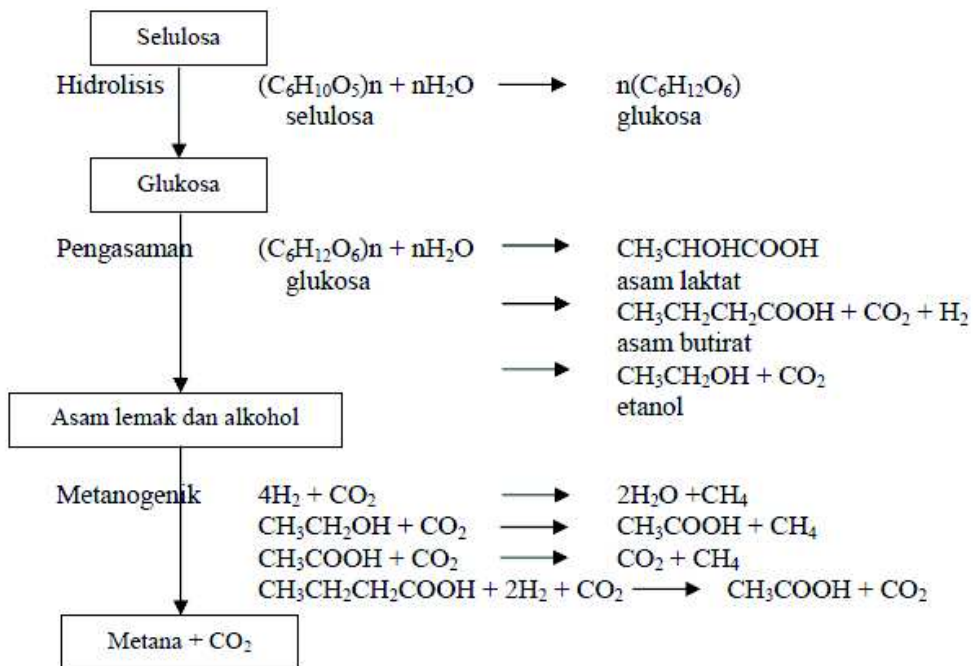 Selulosa
Hidrolisis (C₆H₁₀O₅)n + nH₂O ⟶ n(C₆H₁₂O₆)
selulosa glukosa
Glukosa
Pengasaman (C₆H₁₂O₆)n + nH₂O ⟶ CH₃CHOHCOOH
glukosa asam laktat
⟶ CH₃CH₂CH₂COOH + CO₂ + H₂
asam butirat
⟶ CH₃CH₂OH + CO₂
etanol
Asam lemak dan alkohol
Metanogenik 4H₂ + CO₂ ⟶ 2H₂O +CH₄
CH₃CH₂OH + CO₂ ⟶ CH₃COOH + CH₄
CH₃COOH + CO₂ ⟶ CO₂ + CH₄
CH₃CH₂CH₂COOH + 2H₂ + CO₂ ⟶ CH₃COOH + CO₂
Metana + CO₂